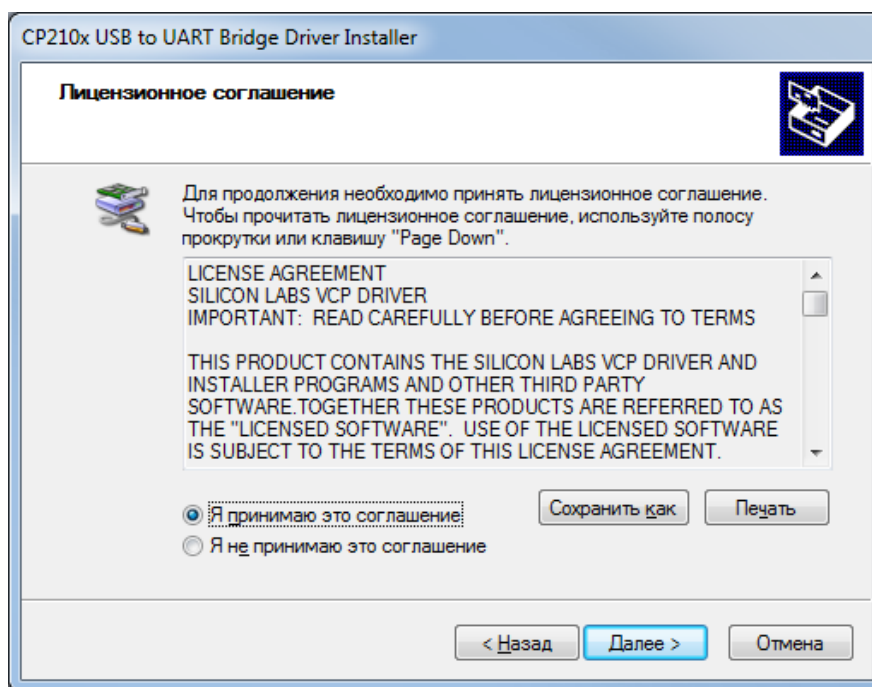 CP210x USB to UART Bridge Driver Installer
Лицензионное соглашение
Для продолжения необходимо принять лицензионное соглашение.
Чтобы прочитать лицензионное соглашение, используйте полосу
прокрутки или клавишу "Page Down".
LICENSE AGREEMENT
SILICON LABS VCP DRIVER
IMPORTANT:  READ CAREFULLY BEFORE AGREEING TO TERMS
THIS PRODUCT CONTAINS THE SILICON LABS VCP DRIVER AND
INSTALLER PROGRAMS AND OTHER THIRD PARTY
SOFTWARE.TOGETHER THESE PRODUCTS ARE REFERRED TO AS
THE "LICENSED SOFTWARE".  USE OF THE LICENSED SOFTWARE
IS SUBJECT TO THE TERMS OF THIS LICENSE AGREEMENT.
Я принимаю это соглашение
Сохранить как
Печать
Я не принимаю это соглашение
< Назад
Далее >
Отмена